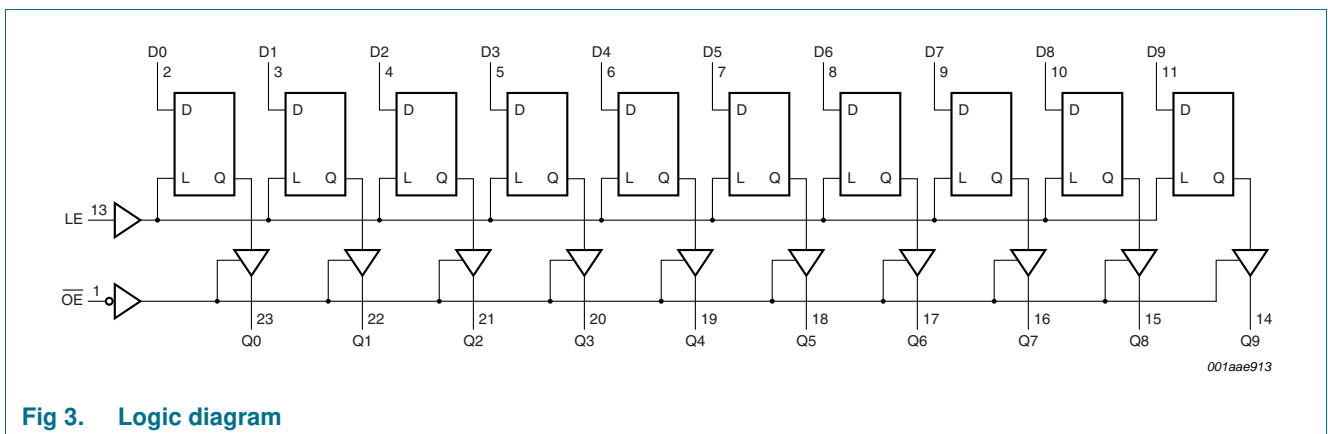 D0 D1 D2 D3 D4 D5 D6 D7 D8 D9
2 3 4 5 6 7 8 9 10 11
D D D D D D D D D D
L Q L Q L Q L Q L Q L Q L Q L Q L Q L Q
LE 13
OE 1
23 22 21 20 19 18 17 16 15 14
Q0 Q1 Q2 Q3 Q4 Q5 Q6 Q7 Q8 Q9
001aae913
Fig 3. Logic diagram